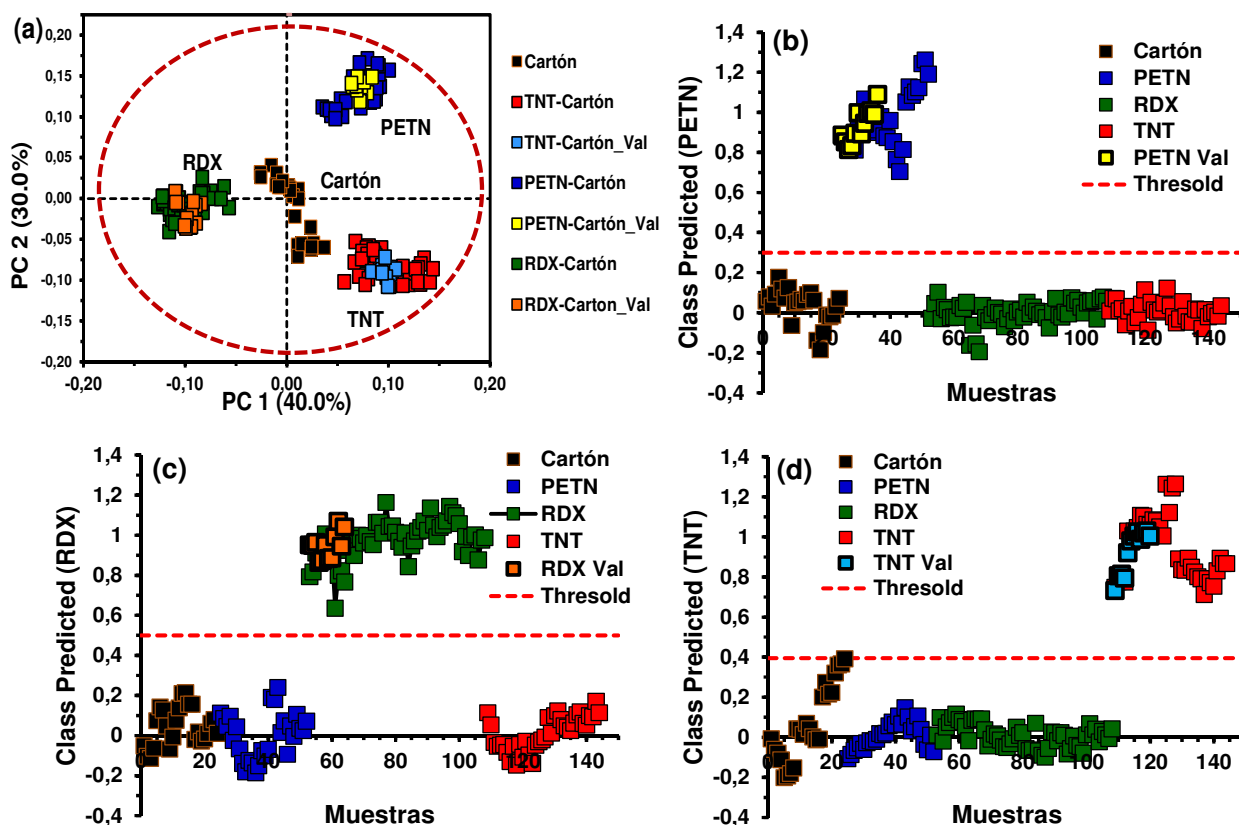 (a)
0,20
0,15
0,10
0,05
0,00
-0,05
-0,10
-0,15
-0,20
-0,20
-0,10
0,00
0,10
0,20
PC 2 (30.0%)
PC 1 (40.0%)
PETN
RDX
Cartón
TNT
Cartón
TNT-Cartón
TNT-Cartón_Val
PETN-Cartón
PETN-Cartón_Val
RDX-Cartón
RDX-Carton_Val
(b)
1,4
1,2
1
0,8
0,6
0,4
0,2
0
-0,2
-0,4
0
20
40
60
80
100
120
140
Class Predicted (PETN)
Muestras
Cartón
PETN
RDX
TNT
PETN Val
Thresold
(c)
1,4
1,2
1
0,8
0,6
0,4
0,2
0
-0,2
-0,4
0
20
40
60
80
100
120
140
Class Predicted (RDX)
Muestras
Cartón
PETN
RDX
TNT
RDX Val
Thresold
(d)
1,4
1,2
1
0,8
0,6
0,4
0,2
0
-0,2
-0,4
0
20
40
60
80
100
120
140
Class Predicted (TNT)
Muestras
Cartón
PETN
RDX
TNT
TNT Val
Thresold